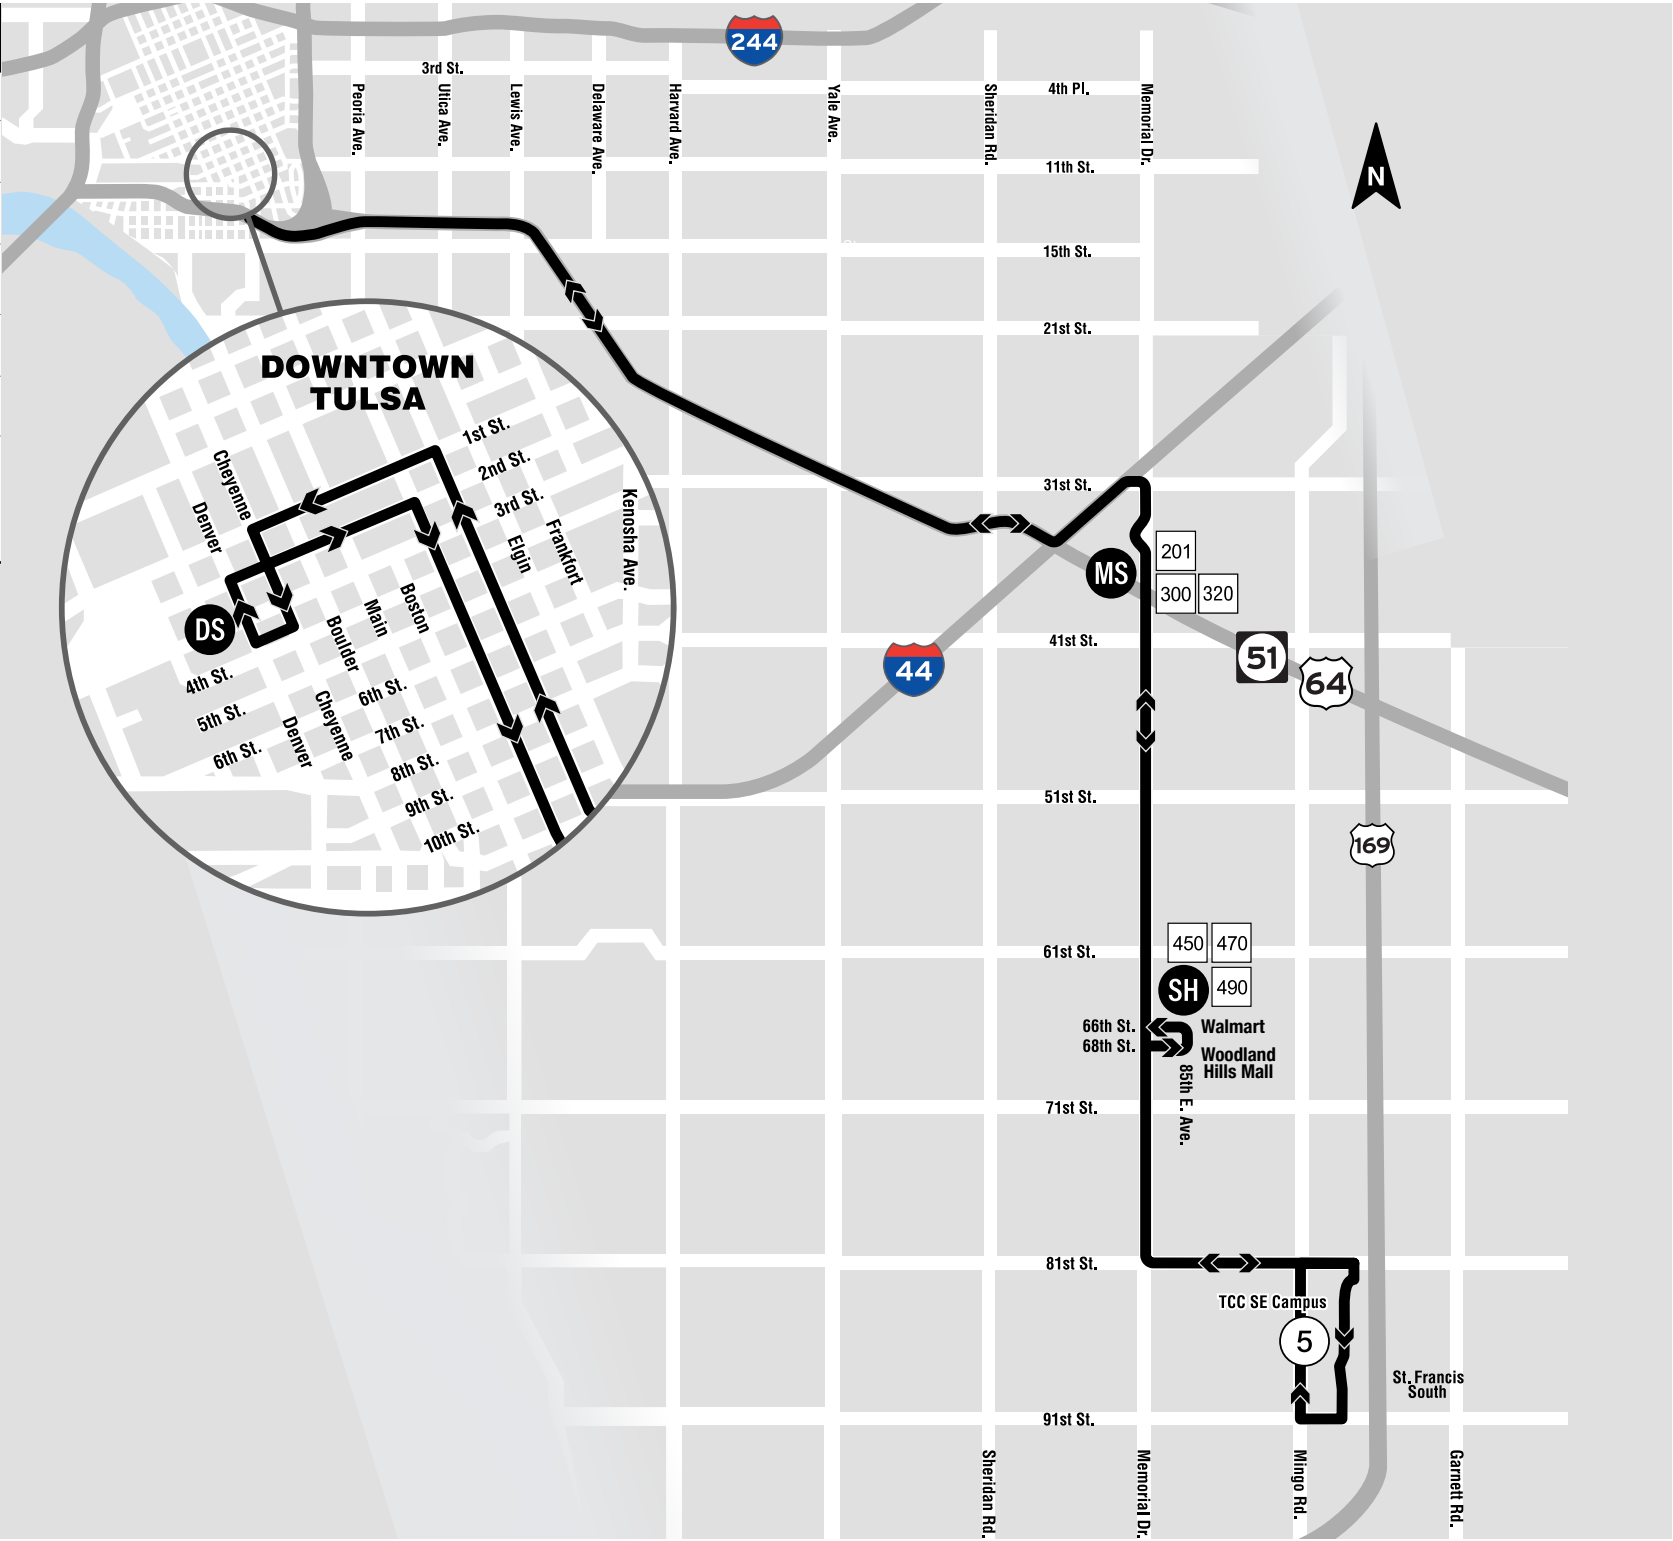 244
3rd St.
4th Pl.
Peoria Ave.
Utica Ave.
Lewis Ave.
Delaware Ave.
Harvard Ave.
Yale Ave.
Sheridan Rd.
Memorial Dr.
11th St.
N
15th St.
21st St.
DOWNTOWN
TULSA
1st St.
2nd St.
3rd St.
Cheyenne
Denver
Elgin
Frankfort
Kenosha Ave.
31st St.
MS
201
300
320
Boston
Main
Boulder
DS
41st St.
51
64
44
4th St.
5th St.
6th St.
Denver
Cheyenne
6th St.
7th St.
8th St.
9th St.
10th St.
51st St.
169
450
470
61st St.
SH
490
66th St.
Walmart
68th St.
Woodland
Hills Mall
85th E. Ave.
71st St.
81st St.
TCC SE Campus
5
St. Francis
South
91st St.
Sheridan Rd.
Memorial Dr.
Mingo Rd.
Garnett Rd.